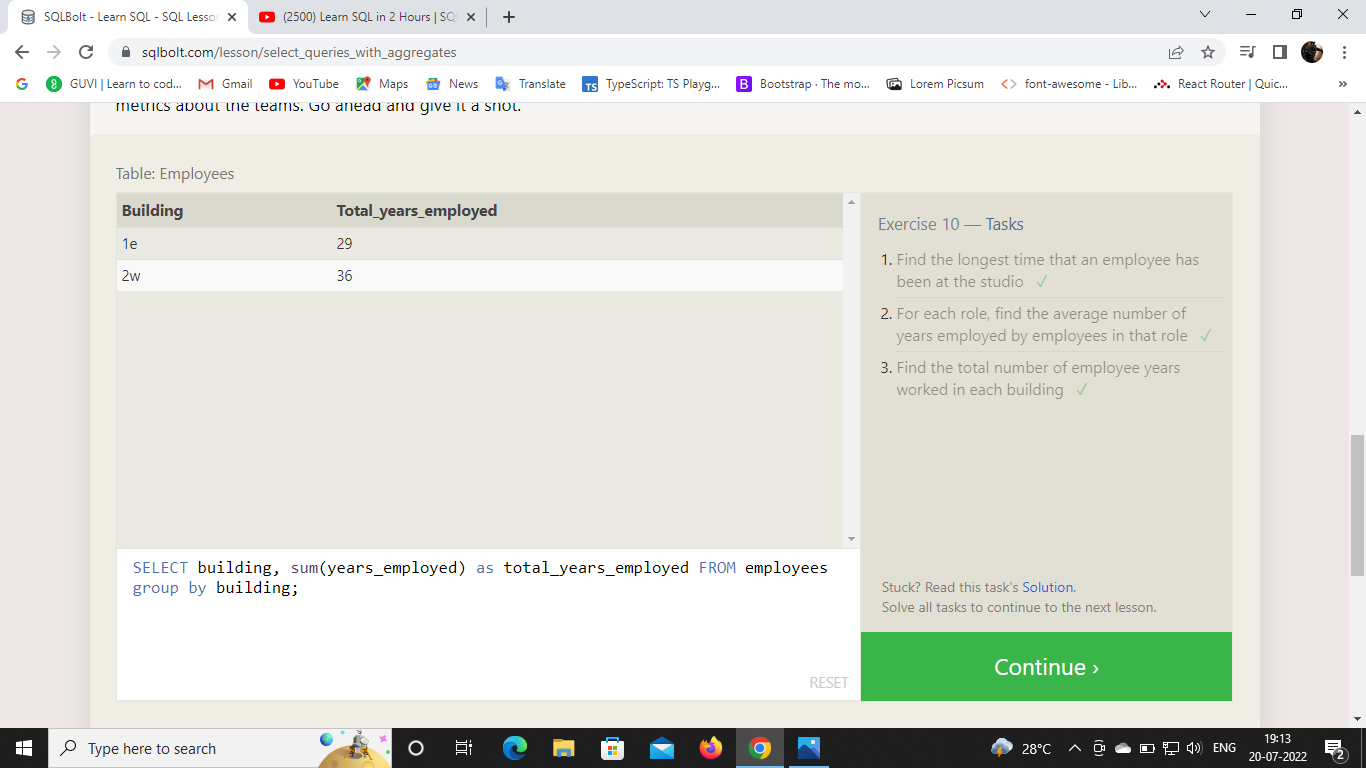 SQLBolt - Learn SQL - SQL Lesson
(2500) Learn SQL in 2 Hours | SQ
sqlbolt.com/lesson/select_queries_with_aggregates
GUVI | Learn to cod... Gmail YouTube Maps News Translate TypeScript: TS Playg... Bootstrap · The mo... Lorem Picsum font-awesome - Lib... React Router | Quic... »
metrics about the teams. Go ahead and give it a shot.
Table: Employees
Building Total_years_employed
1e 29
2w 36
SELECT building, sum(years_employed) as total_years_employed FROM employees
group by building;
RESET
Exercise 10 — Tasks
1. Find the longest time that an employee has
been at the studio ✓
2. For each role, find the average number of
years employed by employees in that role ✓
3. Find the total number of employee years
worked in each building ✓
Stuck? Read this task's Solution.
Solve all tasks to continue to the next lesson.
Continue ›
Type here to search
28°C
ENG
19:13
20-07-2022
2